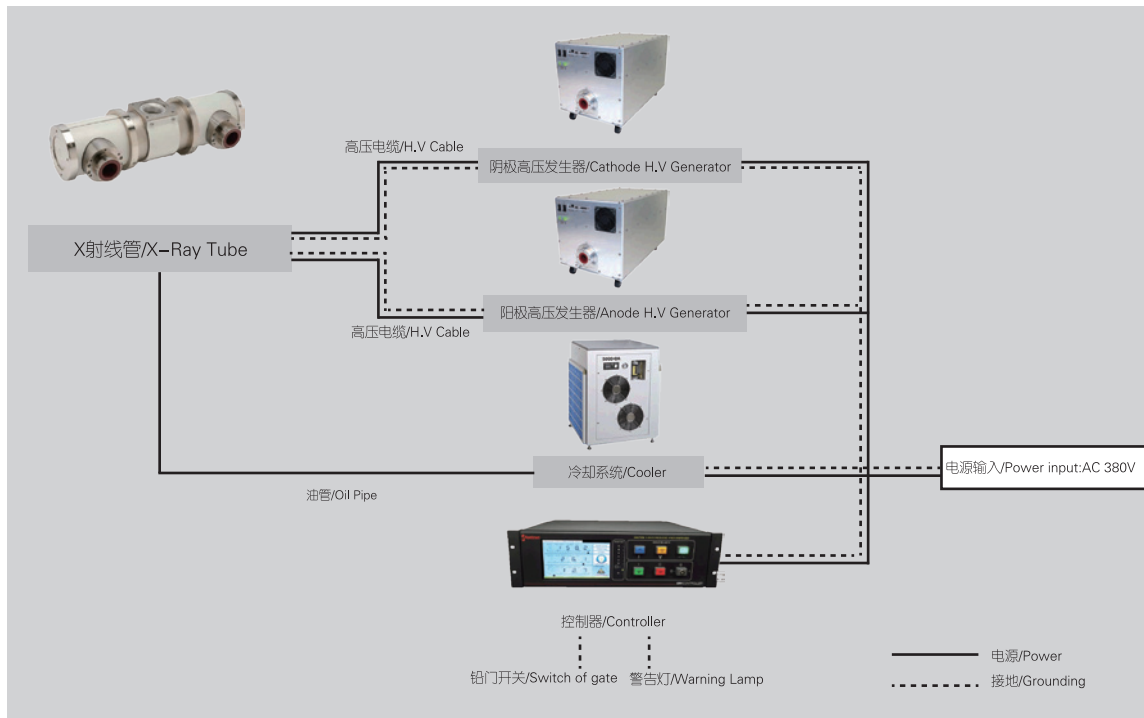 高压电缆/H.V Cable
阴极高压发生器/Cathode H.V Generator
X射线管/X-Ray Tube
阳极高压发生器/Anode H.V Generator
高压电缆/H.V Cable
冷却系统/Cooler
电源输入/Power input:AC 380V
油管/Oil Pipe
控制器/Controller
铅门开关/Switch of gate
警告灯/Warning Lamp
电源/Power
接地/Grounding